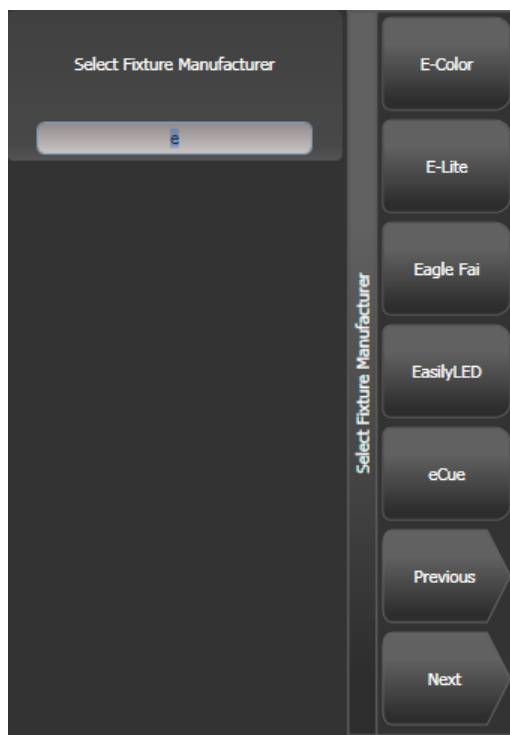 Select Fixture Manufacturer
e
Select Fixture Manufacturer
E-Color
E-Lite
Eagle Fai
EasilyLED
eCue
Previous
Next